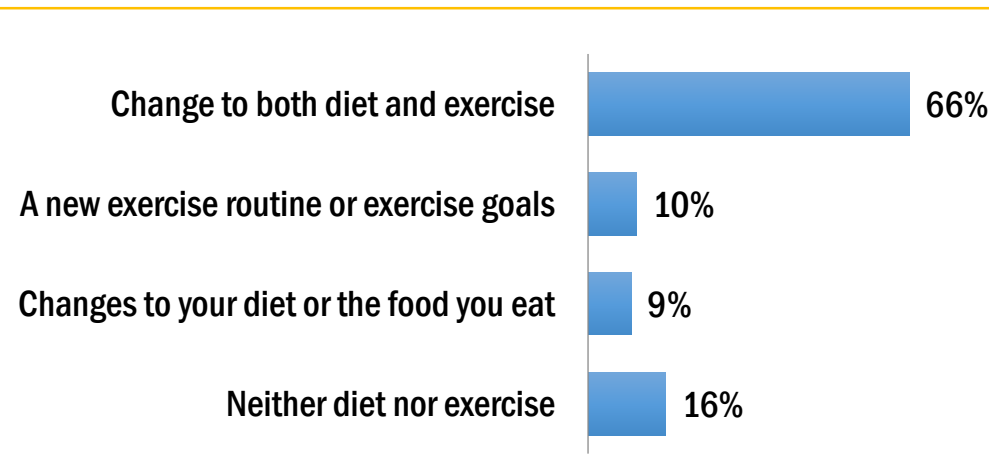 Change to both diet and exercise 66%
A new exercise routine or exercise goals 10%
Changes to your diet or the food you eat 9%
Neither diet nor exercise 16%